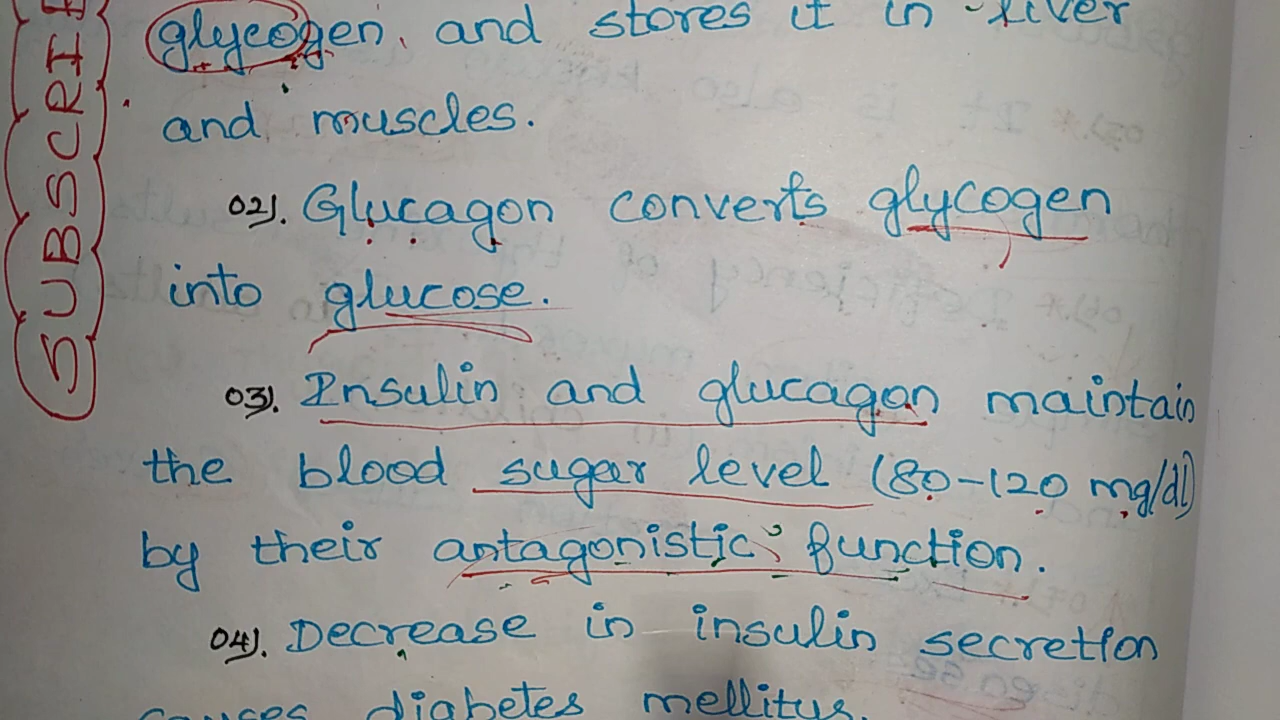 SUBSCRI
glycogen, and stores it in liver
and muscles.
02). Glucagon converts glycogen
into glucose.
03). Insulin and glucagon maintain
the blood sugar level (80-120 mg/dl)
by their antagonistic function.
04). Decrease in insulin secretion
causes diabetes mellitus.